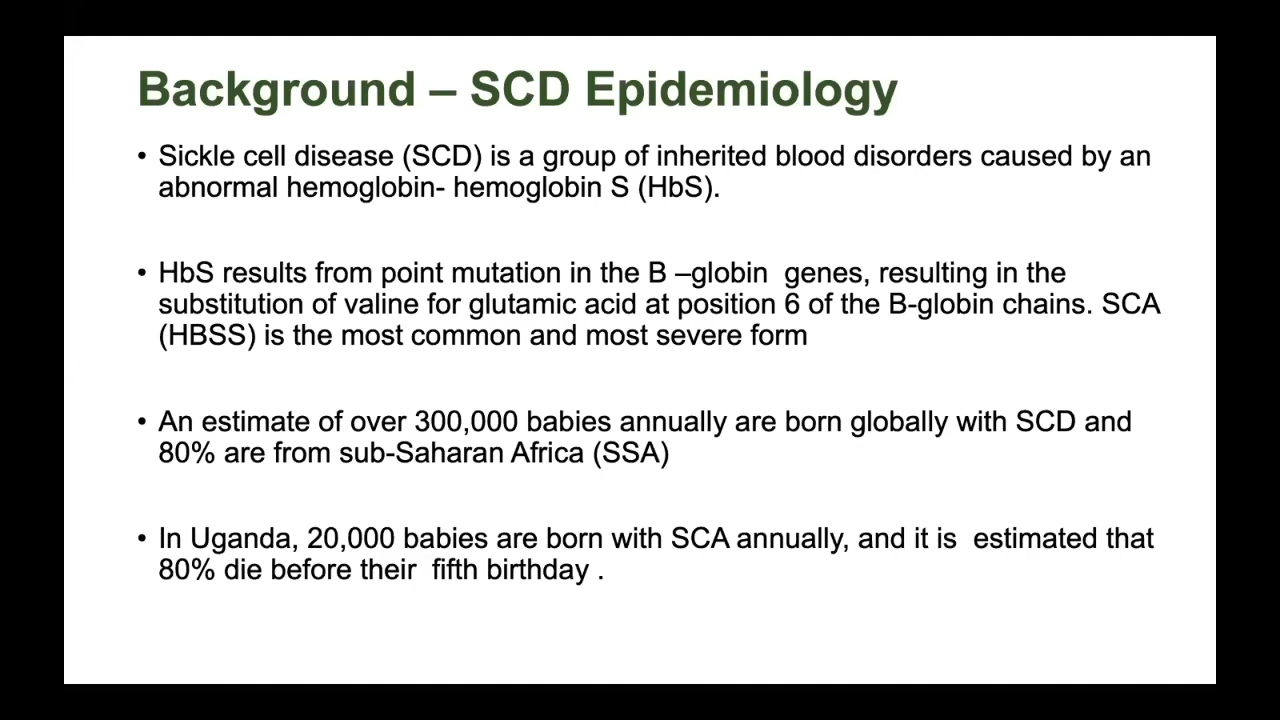 Background – SCD Epidemiology
• Sickle cell disease (SCD) is a group of inherited blood disorders caused by an
abnormal hemoglobin- hemoglobin S (HbS).
• HbS results from point mutation in the B –globin  genes, resulting in the
substitution of valine for glutamic acid at position 6 of the B-globin chains. SCA
(HBSS) is the most common and most severe form
• An estimate of over 300,000 babies annually are born globally with SCD and
80% are from sub-Saharan Africa (SSA)
• In Uganda, 20,000 babies are born with SCA annually, and it is  estimated that
80% die before their  fifth birthday .